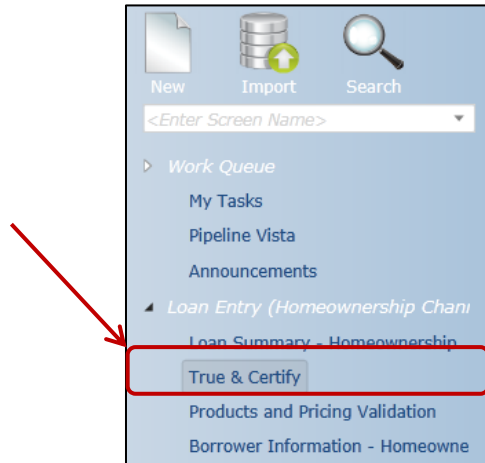 New Import Search
<Enter Screen Name>
Work Queue
My Tasks
Pipeline Vista
Announcements
Loan Entry (Homeownership Chan
Loan Summary - Homeownership
True & Certify
Products and Pricing Validation
Borrower Information - Homeowne